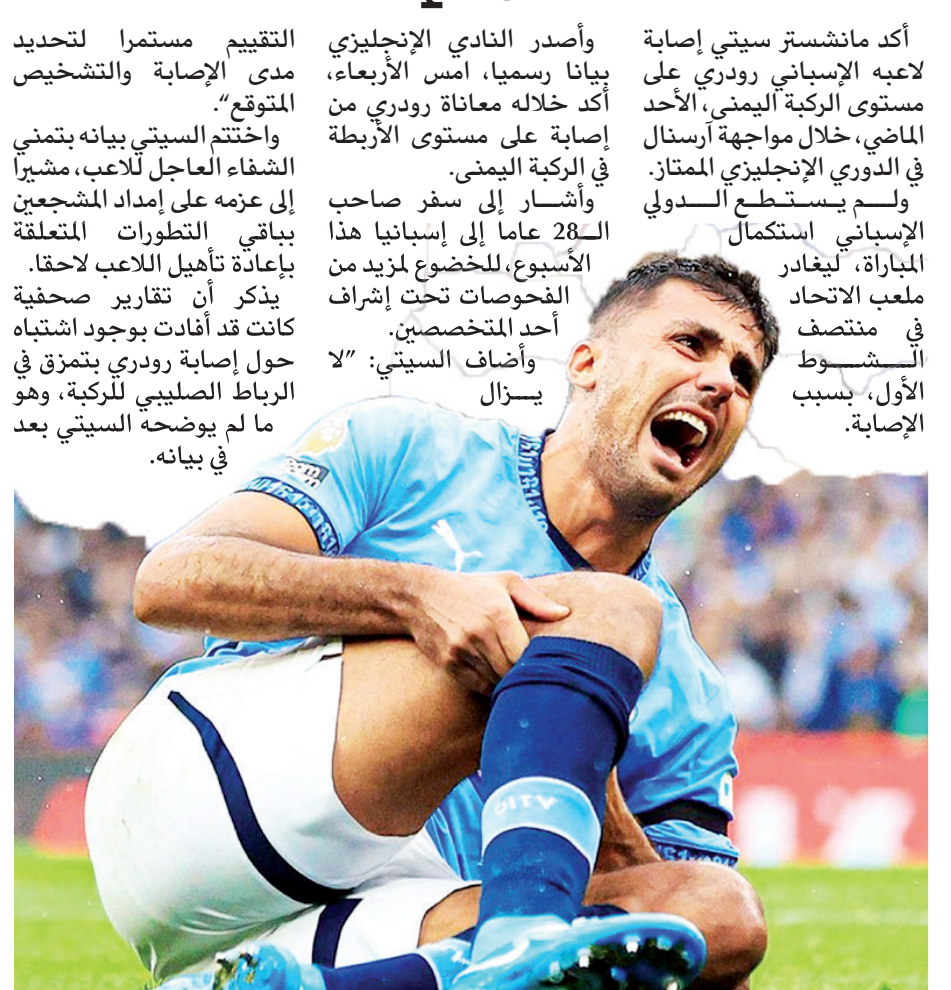 أكد مانشستر سيتي إصابة
لاعبه الإسباني رودري على
مستوى الركبة اليمنى، الأحد
الماضي، خلال مواجهة آرسنال
في الدوري الإنجليزي الممتاز.
ولم يستطع الدولي
الإسباني استكمال
المباراة، ليغادر
ملعب الاتحاد
في منتصف
الشوط
الأول، بسبب
الإصابة.
وأصدر النادي الإنجليزي
بيانا رسميا، امس الأربعاء،
أكد خلاله معاناة رودري من
إصابة على مستوى الأربطة
في الركبة اليمنى.
وأشار إلى سفر صاحب
الـ28 عاما إلى إسبانيا هذا
الأسبوع، للخضوع لمزيد من
الفحوصات تحت إشراف
أحد المتخصصين.
وأضاف السيتي: "لا
يزال
التقييم مستمرا لتحديد
مدى الإصابة والتشخيص
المتوقع".
واختتم السيتي بيانه بتمني
الشفاء العاجل للاعب، مشيرا
إلى عزمه على إمداد المشجعين
بباقي التطورات المتعلقة
بإعادة تأهيل اللاعب لاحقا.
يذكر أن تقارير صحفية
كانت قد أفادت بوجود اشتباه
حول إصابة رودري بتمزق في
الرباط الصليبي للركبة، وهو
ما لم يوضحه السيتي بعد
في بيانه.
CITY